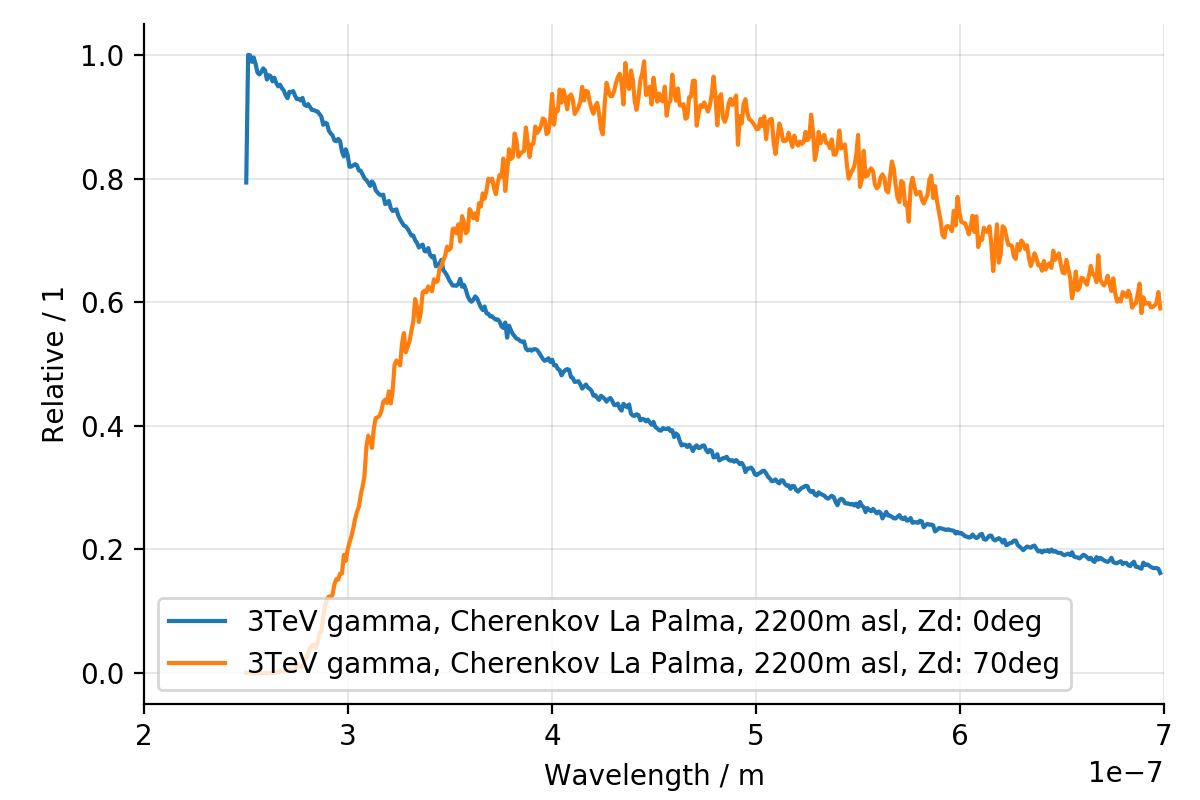 1.0
0.8
0.6
0.4
0.2
0.0
Relative / 1
3TeV gamma, Cherenkov La Palma, 2200m asl, Zd: 0deg
3TeV gamma, Cherenkov La Palma, 2200m asl, Zd: 70deg
2 3 4 5 6 7
Wavelength / m
1e−7